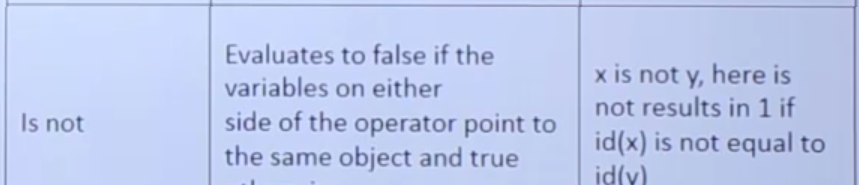 Is not
Evaluates to false if the
variables on either
side of the operator point to
the same object and true
x is not y, here is
not results in 1 if
id(x) is not equal to
id(y)